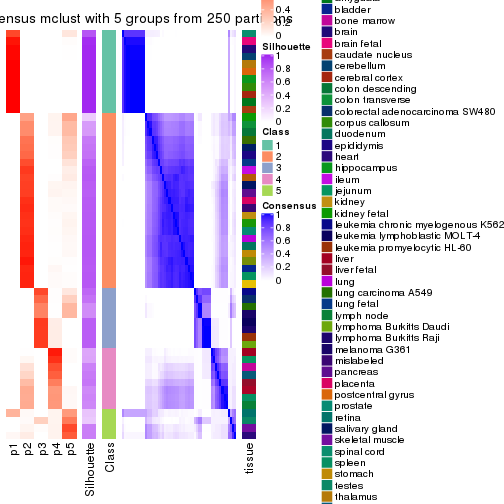 ensus mclust with 5 groups from 250 partitions
p1
p2
p3
p4
p5
Silhouette
Class
tissue
0.4
0.2
0
Silhouette
1
0.8
0.6
0.4
0.2
0
Class
1
2
3
4
5
Consensus
1
0.8
0.6
0.4
0.2
0
bladder
bone marrow
brain
brain fetal
caudate nucleus
cerebellum
cerebral cortex
colon descending
colon transverse
colorectal adenocarcinoma SW480
corpus callosum
duodenum
epididymis
heart
hippocampus
ileum
jejunum
kidney
kidney fetal
leukemia chronic myelogenous K562
leukemia lymphoblastic MOLT-4
leukemia promyelocytic HL-60
liver
liver fetal
lung
lung carcinoma A549
lung fetal
lymph node
lymphoma Burkitts Daudi
lymphoma Burkitts Raji
melanoma G361
mislabeled
pancreas
placenta
postcentral gyrus
prostate
retina
salivary gland
skeletal muscle
spinal cord
spleen
stomach
testes
thalamus